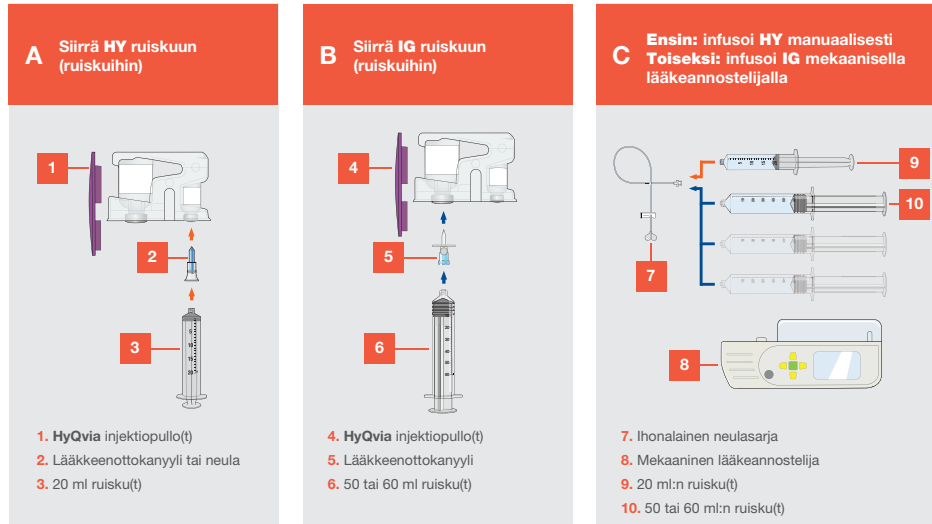 A
Siirrä HY ruiskuun
(ruiskuihin)
1
2
3
1. HyQvia injektiopullo(t)
2. Lääkkeenottokanyyli tai neula
3. 20 ml ruisku(t)
B
Siirrä IG ruiskuun
(ruiskuihin)
4
5
6
4. HyQvia injektiopullo(t)
5. Lääkkeenottokanyyli
6. 50 tai 60 ml ruisku(t)
C
Ensin: infusoi HY manuaalisesti
Toiseksi: infusoi IG mekaanisella
lääkeannostelijalla
9
10
7
8
7. Ihonalainen neulasarja
8. Mekaaninen lääkeannostelija
9. 20 ml:n ruisku(t)
10. 50 tai 60 ml:n ruisku(t)